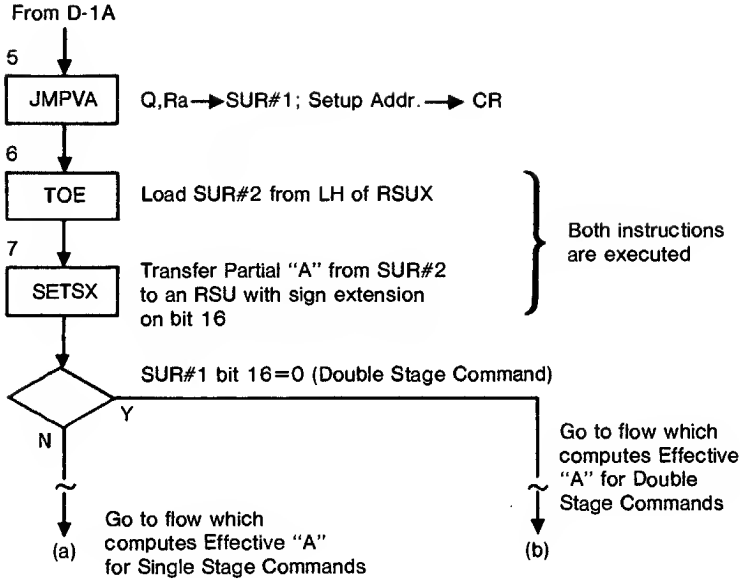 From D-1A
5
JMPVA
Q,Ra→SUR#1; Setup Addr.→ CR
6
TOE
Load SUR#2 from LH of RSUX
Both instructions
are executed
7
SETSX
Transfer Partial "A" from SUR#2
to an RSU with sign extension
on bit 16
SUR#1 bit 16=0 (Double Stage Command)
Y
N
Go to flow which
computes Effective
"A" for Double
Stage Commands
Go to flow which
computes Effective "A"
for Single Stage Commands
(a)
(b)